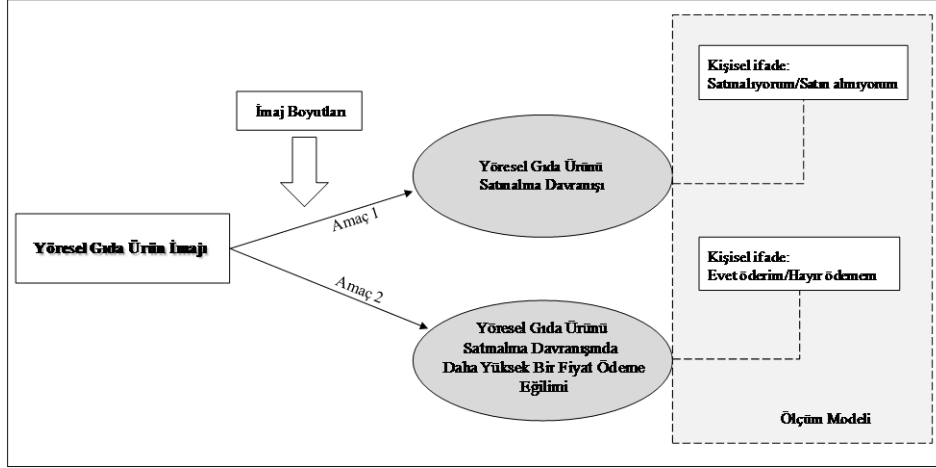 Kişisel ifade:
Satınalıyorum/Satın almıyorum
İmaj Boyutları
Yöresel Gıda Ürünü
Satınalma Davranışı
Amaç 1
Yöresel Gıda Ürün İmajı
Kişisel ifade:
Evet öderim/Hayır ödemem
Amaç 2
Yöresel Gıda Ürünü
Satınalma Davranışında
Daha Yüksek Bir Fiyat Ödeme
Eğilimi
Ölçüm Modeli